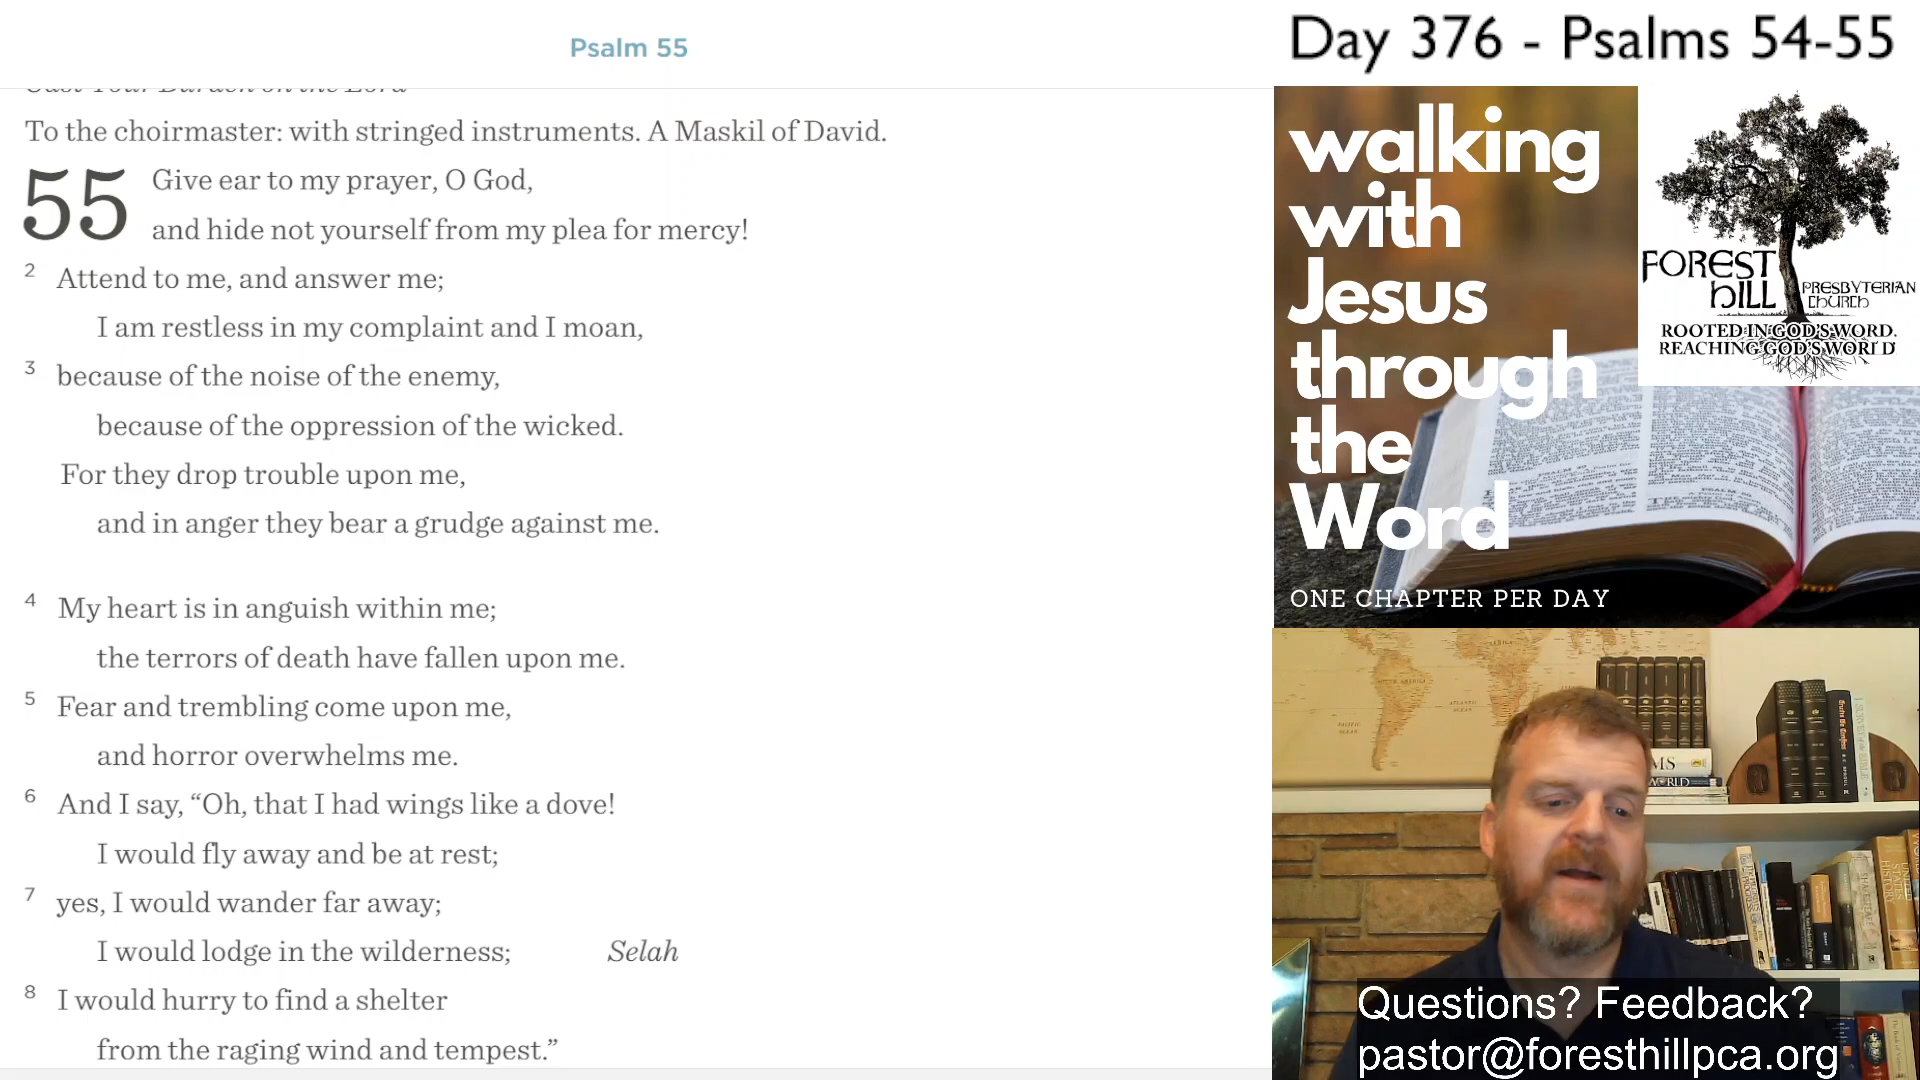 Psalm 55
Cast Your Burden on the Lord
To the choirmaster: with stringed instruments. A Maskil of David.
55 Give ear to my prayer, O God,
and hide not yourself from my plea for mercy!
2 Attend to me, and answer me;
I am restless in my complaint and I moan,
3 because of the noise of the enemy,
because of the oppression of the wicked.
For they drop trouble upon me,
and in anger they bear a grudge against me.
4 My heart is in anguish within me;
the terrors of death have fallen upon me.
5 Fear and trembling come upon me,
and horror overwhelms me.
6 And I say, “Oh, that I had wings like a dove!
I would fly away and be at rest;
7 yes, I would wander far away;
I would lodge in the wilderness; Selah
8 I would hurry to find a shelter
from the raging wind and tempest.”
Day 376 - Psalms 54-55
walking
with
Jesus
through
the
Word
ONE CHAPTER PER DAY
FOREST
hILL
PRESBYTERIAN
CHURCH
ROOTED IN GOD'S WORD.
REACHING GOD'S WORLD
Questions? Feedback?
pastor@foresthillpca.org